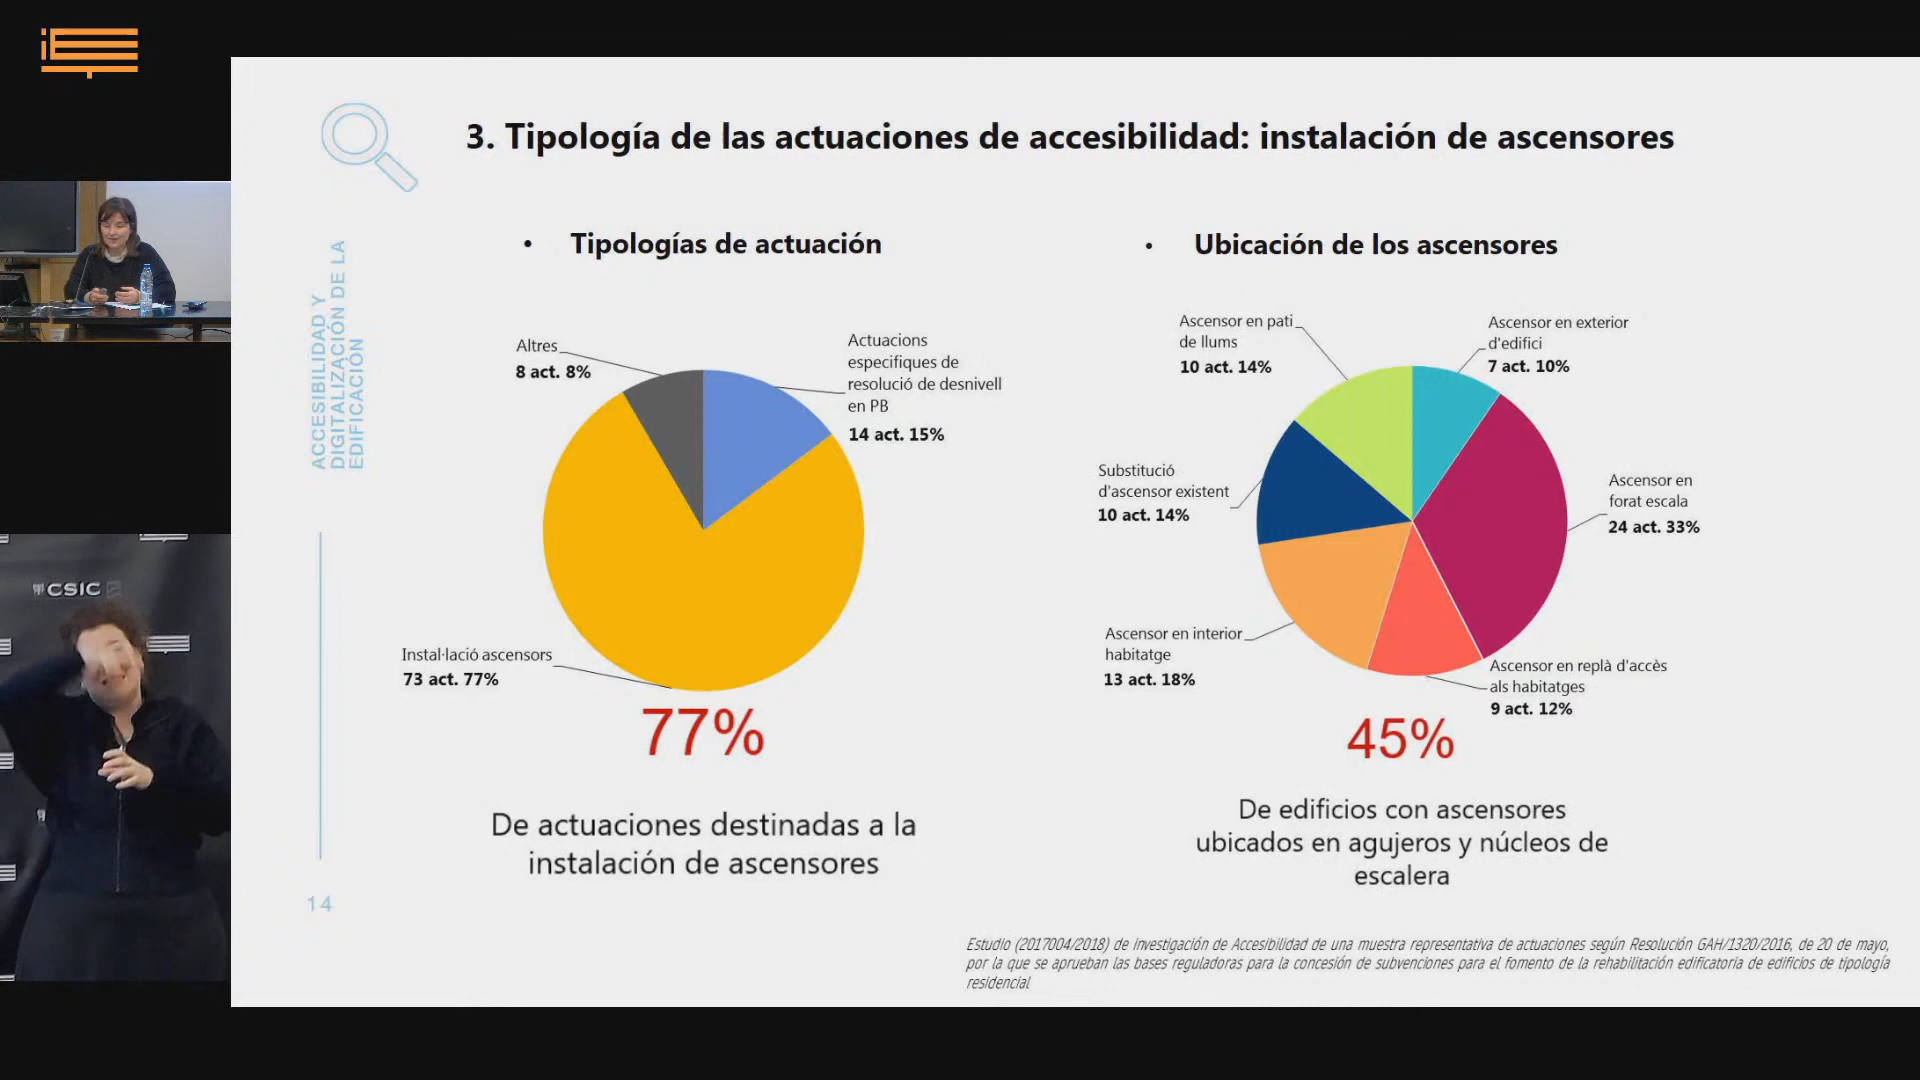 3. Tipología de las actuaciones de accesibilidad: instalación de ascensores
ACCESIBILIDAD Y
DIGITALIZACIÓN DE LA
EDIFICACIÓN
• Tipologías de actuación
Altres
8 act. 8%
Actuacions
especifiques de
resolució de desnivell
en PB
14 act. 15%
Instal·lació ascensors
73 act. 77%
77%
De actuaciones destinadas a la
instalación de ascensores
• Ubicación de los ascensores
Ascensor en pati
de llums
10 act. 14%
Ascensor en exterior
d'edifici
7 act. 10%
Substitució
d'ascensor existent
10 act. 14%
Ascensor en
forat escala
24 act. 33%
Ascensor en interior
habitatge
13 act. 18%
Ascensor en replà d'accès
als habitatges
9 act. 12%
45%
De edificios con ascensores
ubicados en agujeros y núcleos de
escalera
14
Estudio (2017004/2018) de Investigación de Accesibilidad de una muestra representativa de actuaciones según Resolución GAH/1320/2016, de 20 de mayo,
por la que se aprueban las bases reguladoras para la concesión de subvenciones para el fomento de la rehabilitación edificatoria de edificios de tipología
residencial
CSIC